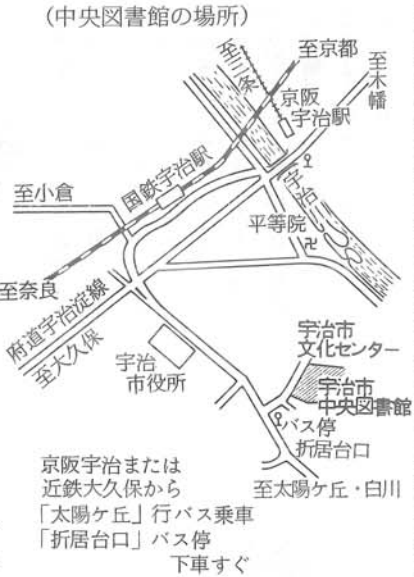 （中央図書館の場所）
至京都
至三条
至木幡
京阪
宇治駅
国鉄宇治駅
至小倉
宇治
平等院
至奈良
府道宇治淀線
至大久保
宇治
市役所
宇治市
文化センター
宇治市
中央図書館
バス停
折居台口
至太陽ケ丘・白川
京阪宇治または
近鉄大久保から
「太陽ケ丘」行バス乗車
「折居台口」バス停
下車すぐ